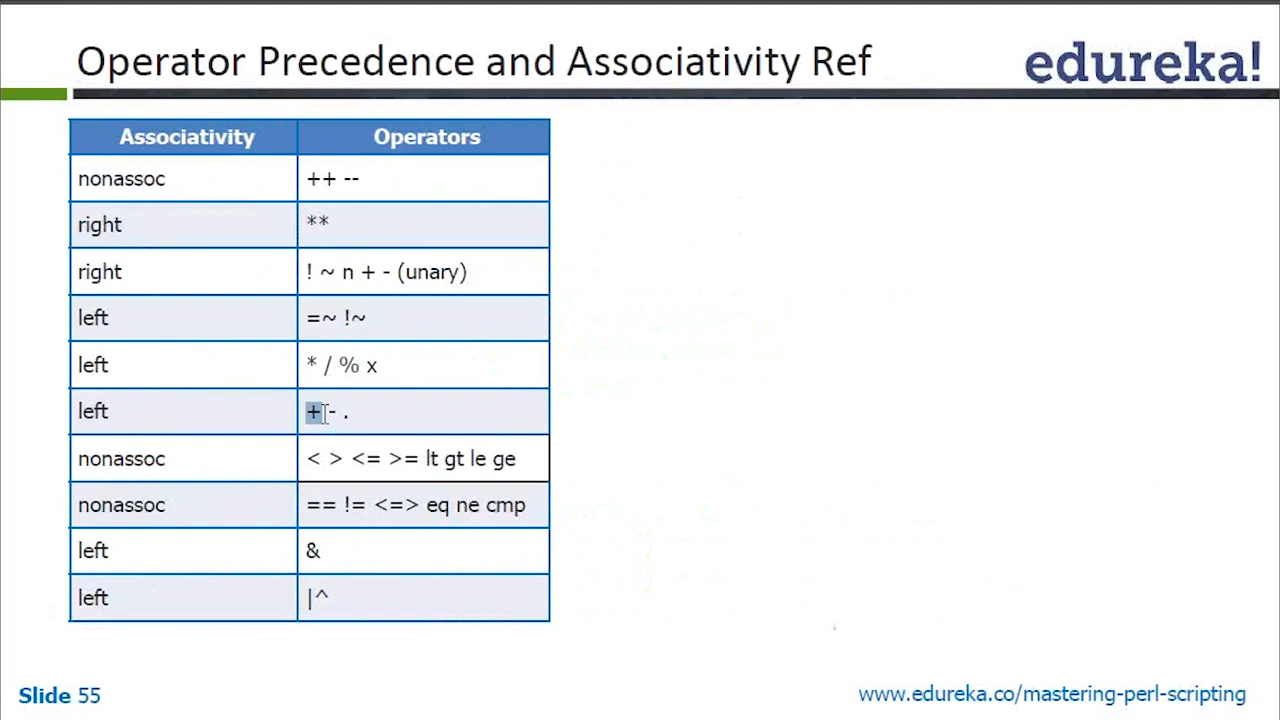 Operator Precedence and Associativity Ref
edureka!
Associativity Operators
nonassoc ++ --
right **
right ! ~ n + - (unary)
left =~ !~
left * / % x
left + - .
nonassoc < > <= >= lt gt le ge
nonassoc == != <=> eq ne cmp
left &
left |^
Slide 55
www.edureka.co/mastering-perl-scripting